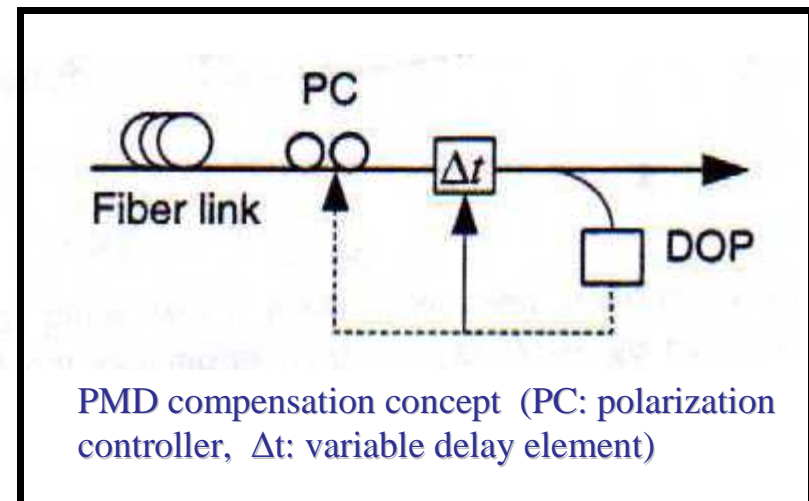 PC
Δt
Fiber link
DOP
PMD compensation concept (PC: polarization
controller, Δt: variable delay element)